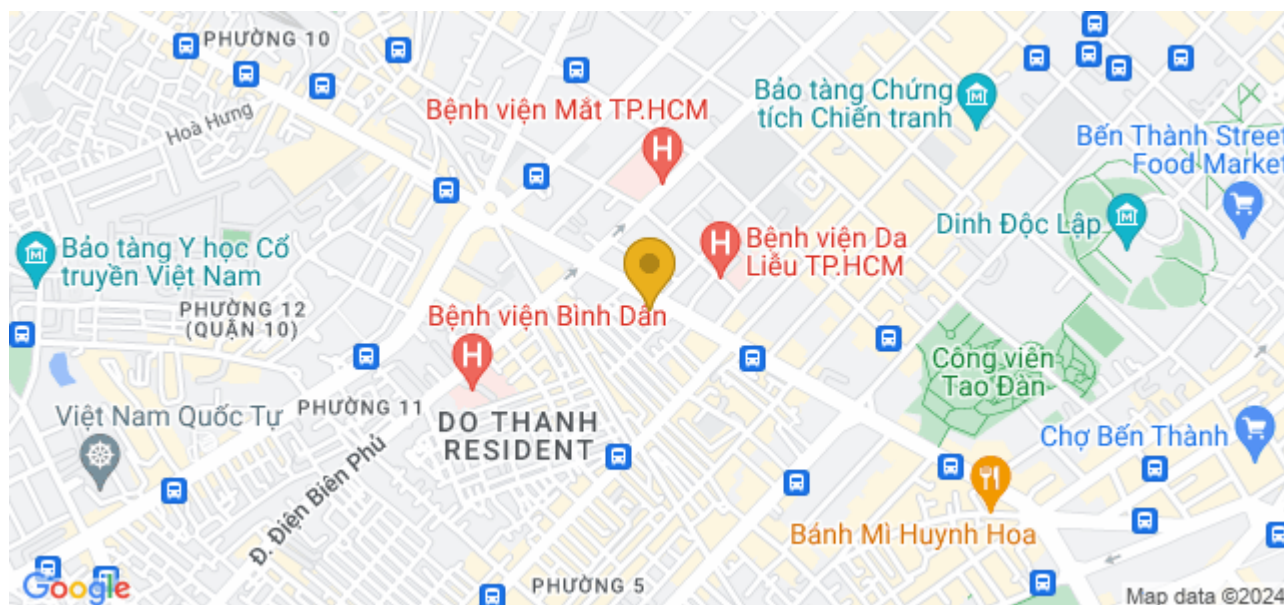 PHƯỜNG 10
Bệnh viện Mắt TP.HCM
Bảo tàng Chứng
tích Chiến tranh
Hoà Hưng
Bến Thành Street
Food Market
Dinh Độc Lập
Bảo tàng Y học Cổ
truyền Việt Nam
Bệnh viện Da
Liễu TP.HCM
PHƯỜNG 12
(QUẬN 10)
Bệnh viện Bình Dân
Công viên
Tao Đàn
PHƯỜNG 11
Việt Nam Quốc Tự
DO THANH
RESIDENT
Chợ Bến Thành
Đ. Điện Biên Phủ
Bánh Mì Huynh Hoa
PHƯỜNG 5
Google
Map data ©2024